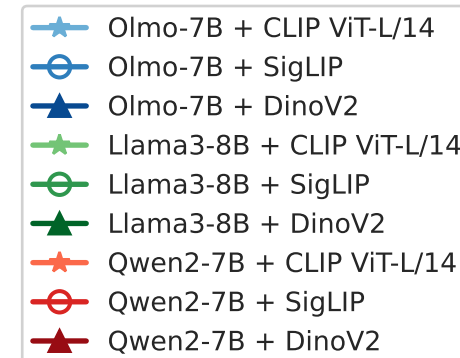 Olmo-7B + CLIP ViT-L/14
Olmo-7B + SigLIP
Olmo-7B + DinoV2
Llama3-8B + CLIP ViT-L/14
Llama3-8B + SigLIP
Llama3-8B + DinoV2
Qwen2-7B + CLIP ViT-L/14
Qwen2-7B + SigLIP
Qwen2-7B + DinoV2